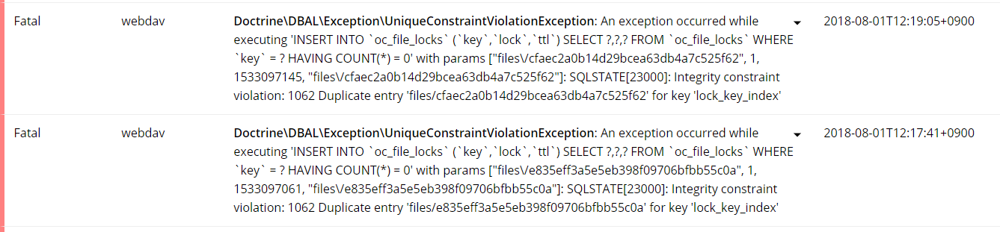 Fatal webdav Doctrine\DBAL\Exception\UniqueConstraintViolationException: An exception occurred while 2018-08-01T12:19:05+0900
executing 'INSERT INTO `oc_file_locks` (`key`,`lock`,`ttl`) SELECT ?,?,? FROM `oc_file_locks` WHERE
`key` = ? HAVING COUNT(*) = 0' with params ["files\/cfaec2a0b14d29bcea63db4a7c525f62", 1,
1533097145, "files\/cfaec2a0b14d29bcea63db4a7c525f62"]: SQLSTATE[23000]: Integrity constraint
violation: 1062 Duplicate entry 'files/cfaec2a0b14d29bcea63db4a7c525f62' for key 'lock_key_index'
Fatal webdav Doctrine\DBAL\Exception\UniqueConstraintViolationException: An exception occurred while 2018-08-01T12:17:41+0900
executing 'INSERT INTO `oc_file_locks` (`key`,`lock`,`ttl`) SELECT ?,?,? FROM `oc_file_locks` WHERE
`key` = ? HAVING COUNT(*) = 0' with params ["files\/e835eff3a5e5eb398f09706bfbb55c0a", 1,
1533097061, "files\/e835eff3a5e5eb398f09706bfbb55c0a"]: SQLSTATE[23000]: Integrity constraint
violation: 1062 Duplicate entry 'files/e835eff3a5e5eb398f09706bfbb55c0a' for key 'lock_key_index'